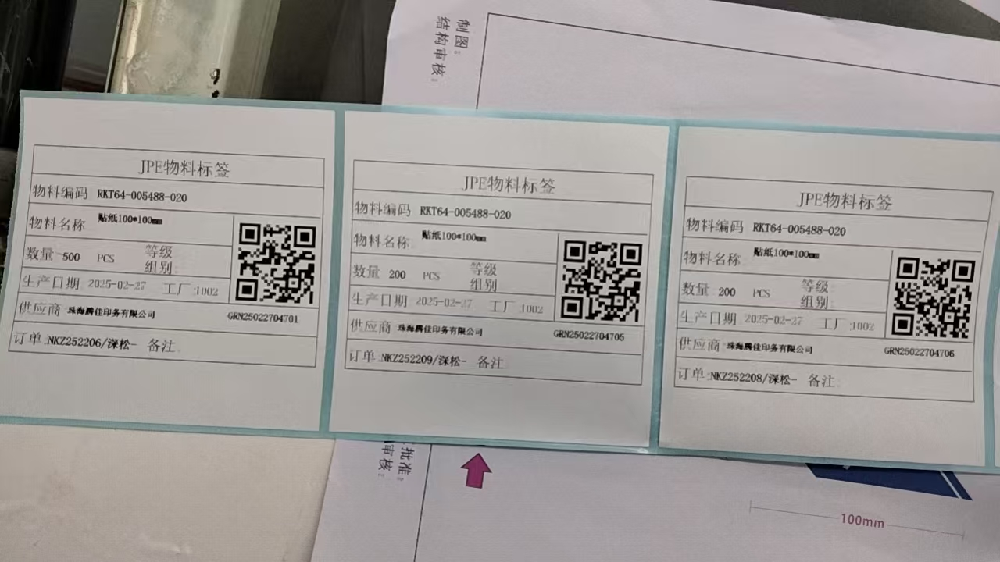 制图:
结构审核:
JPE物料标签
物料编码 RKT64-005488-020
物料名称 贴纸100*100mm
数量 500 PCS 等级
组别
生产日期 2025-02-27 工厂:1002
供应商 珠海腾佳印务有限公司 GRN25022704701
订单:NKZ252206/深松- 备注:
JPE物料标签
物料编码 RKT64-005488-020
物料名称 贴纸100*100mm
数量 200 PCS 等级
组别
生产日期 2025-02-27 工厂:1002
供应商 珠海腾佳印务有限公司 GRN25022704705
订单:NKZ252209/深松- 备注:
JPE物料标签
物料编码 RKT64-005488-020
物料名称 贴纸100*100mm
数量 200 PCS 等级
组别
生产日期 2025-02-27 工厂:1002
供应商 珠海腾佳印务有限公司 GRN25022704706
订单:NKZ252208/深松- 备注:
批准:
审核:
100mm